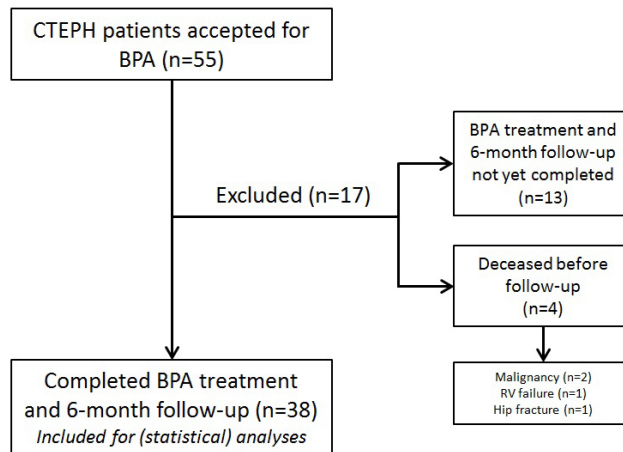 CTEPH patients accepted for
BPA (n=55)
BPA treatment and
6-month follow-up
not yet completed
(n=13)
Excluded (n=17)
Deceased before
follow-up
(n=4)
Malignancy (n=2)
RV failure (n=1)
Hip fracture (n=1)
Completed BPA treatment
and 6-month follow-up (n=38)
Included for (statistical) analyses